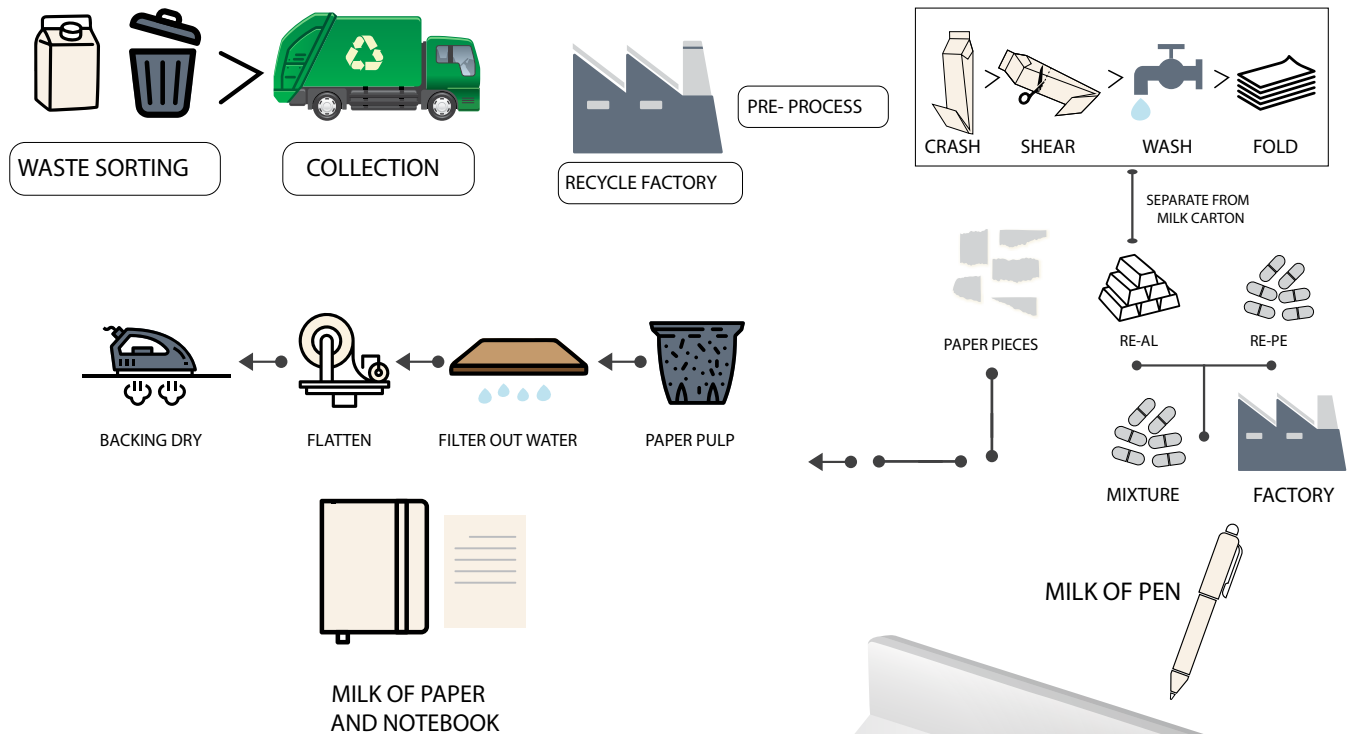 WASTE SORTING
COLLECTION
RECYCLE FACTORY
PRE- PROCESS
CRASH
SHEAR
WASH
FOLD
SEPARATE FROM
MILK CARTON
PAPER PIECES
RE-AL
RE-PE
MIXTURE
FACTORY
PAPER PULP
FILTER OUT WATER
FLATTEN
BACKING DRY
MILK OF PAPER
AND NOTEBOOK
MILK OF PEN